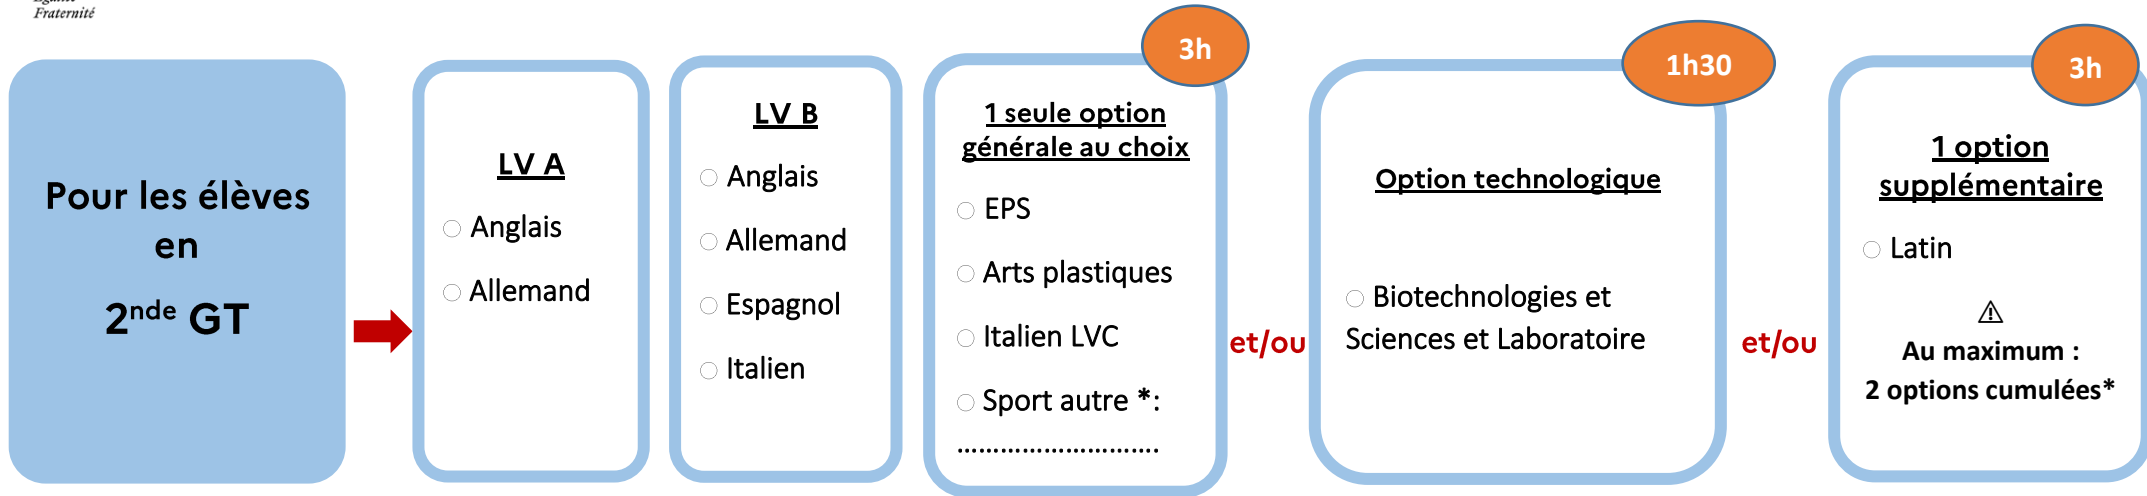 Fraternité
Pour les élèves
en
2nde GT
LV A
○ Anglais
○ Allemand
LV B
○ Anglais
○ Allemand
○ Espagnol
○ Italien
3h
1 seule option
générale au choix
○ EPS
○ Arts plastiques
○ Italien LVC
○ Sport autre *:
............................
et/ou
1h30
Option technologique
○ Biotechnologies et
Sciences et Laboratoire
et/ou
3h
1 option
supplémentaire
○ Latin
⚠
Au maximum :
2 options cumulées*